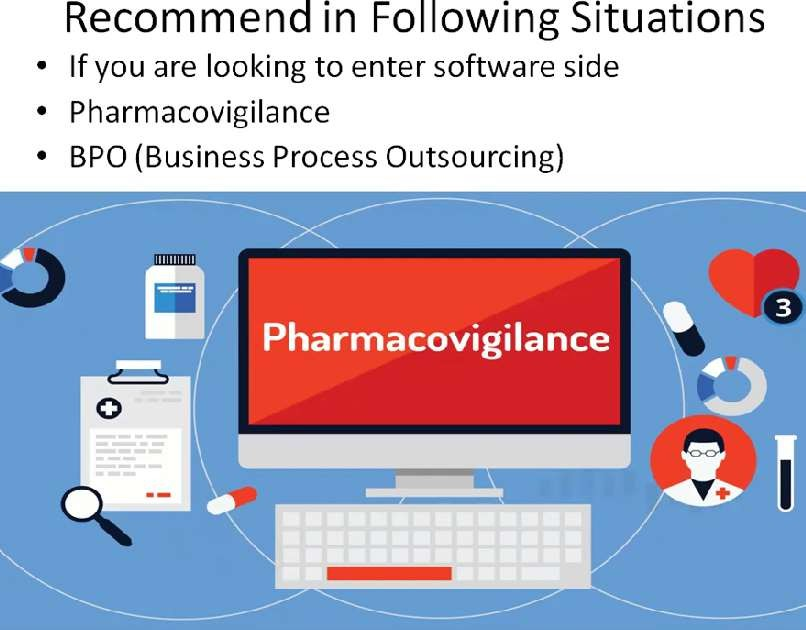 Recommend in Following Situations
• If you are looking to enter software side
• Pharmacovigilance
• BPO (Business Process Outsourcing)
Pharmacovigilance
3